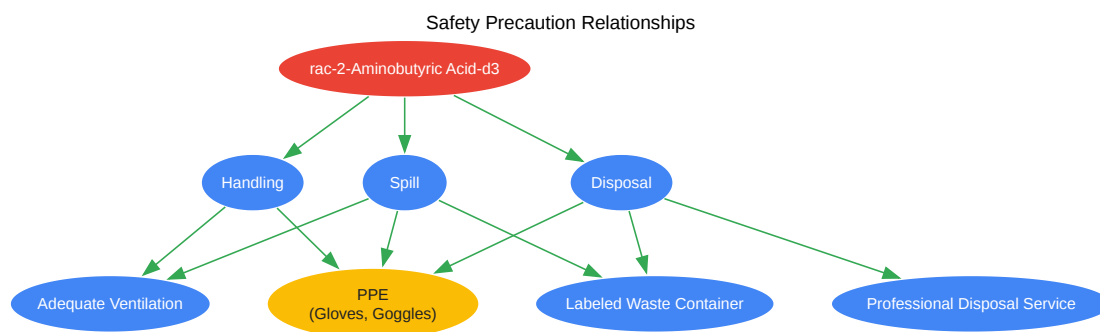 Safety Precaution Relationships
rac-2-Aminobutyric Acid-d3
Handling
Spill
Disposal
Adequate Ventilation
PPE
(Gloves, Goggles)
Labeled Waste Container
Professional Disposal Service